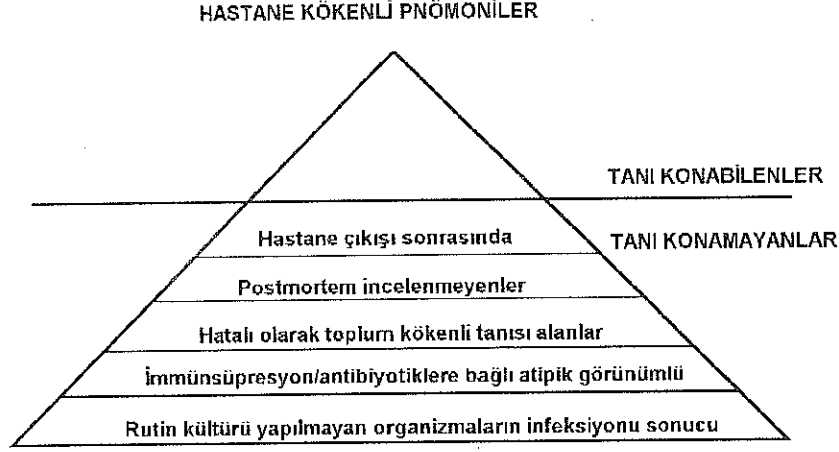 HASTANE KÖKENLİ PNÖMONİLER
TANI KONABİLENLER
Hastane çıkışı sonrasında
TANI KONAMAYANLAR
Postmortem incelenmeyenler
Hatalı olarak toplum kökenli tanısı alanlar
İmmünsüpresyon/antibiyotiklere bağlı atipik görünümlü
Rutin kültürü yapılmayan organizmaların infeksiyonu sonucu